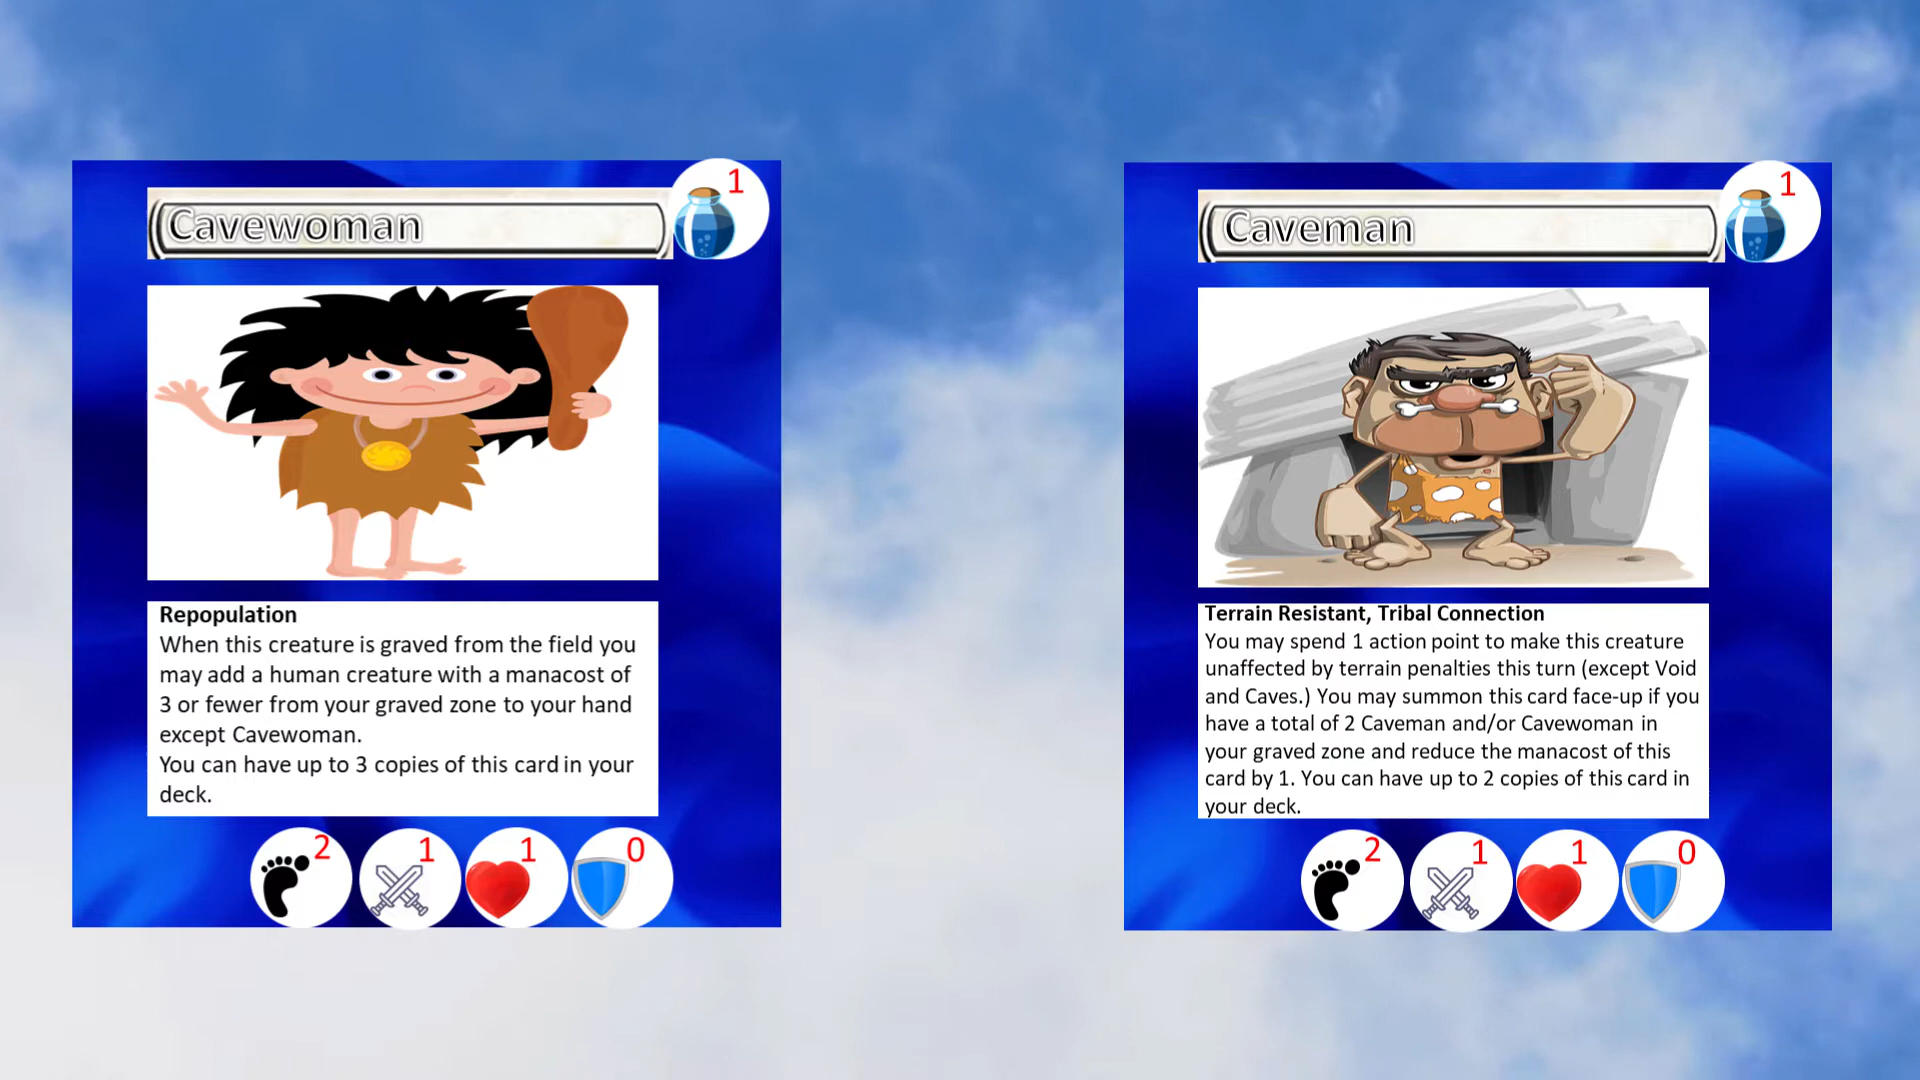 Cavewoman
1
Repopulation
When this creature is graved from the field you
may add a human creature with a manacost of
3 or fewer from your graved zone to your hand
except Cavewoman.
You can have up to 3 copies of this card in your
deck.
2
1
1
0
Caveman
1
Terrain Resistant, Tribal Connection
You may spend 1 action point to make this creature
unaffected by terrain penalties this turn (except Void
and Caves.) You may summon this card face-up if you
have a total of 2 Caveman and/or Cavewoman in
your graved zone and reduce the manacost of this
card by 1. You can have up to 2 copies of this card in
your deck.
2
1
1
0